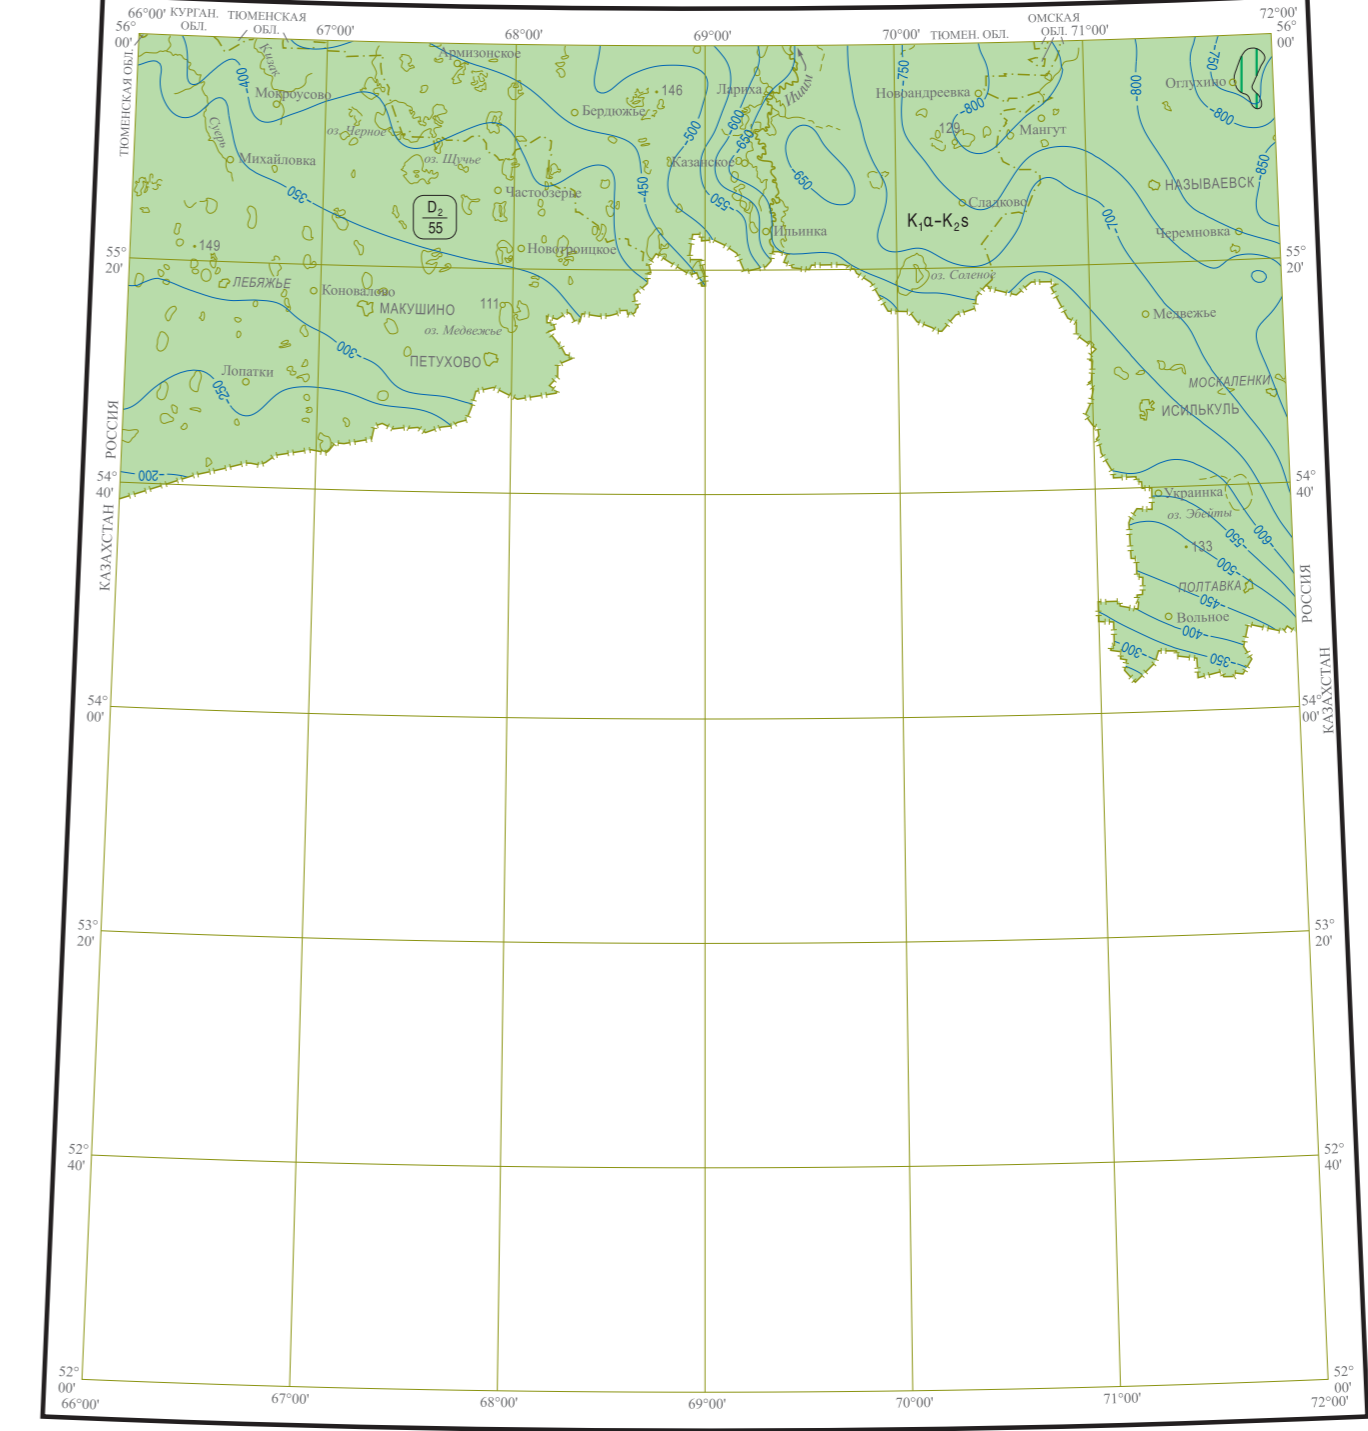 66°00'
КУРГАН.
ОБЛ.
ТЮМЕНСКАЯ
ОБЛ.
67°00'
68°00'
69°00'
70°00'
ТЮМЕН. ОБЛ.
ОМСКАЯ
ОБЛ.
71°00'
72°00'
56°
00'
56°
00'
ТЮМЕНСКАЯ ОБЛ.
Кизак
-400-
Мокроусово
Суерь
Михайловка
-350-
Армизонское
оз. Черное
оз. Щучье
Бердюжье
146
Частоозерье
D₂
55
Новотроицкое
-450-
-500-
Лариха
-600-
-650-
Казанское
-550-
Ишим
650
Ильинка
-750-
Новоандреевка
-800-
129
Мангут
Сладково
K₁a-K₂s
оз. Соленое
-700-
-800-
-750-
Оглухино
-800-
-850-
НАЗЫВАЕВСК
Черемновка
55°
20'
55°
20'
149
ЛЕБЯЖЬЕ
Коновалово
МАКУШИНО
111
оз. Медвежье
-300-
ПЕТУХОВО
Лопатки
-250-
Медвежье
МОСКАЛЕНКИ
ИСИЛЬКУЛЬ
РОССИЯ
КАЗАХСТАН
-200-
54°
40'
54°
40'
Украинка
оз. Эбейты
-600-
-550-
133
-500-
ПОЛТАВКА
-450-
Вольное
-400-
-350-
-300-
РОССИЯ
КАЗАХСТАН
54°
00'
54°
00'
53°
20'
53°
20'
52°
40'
52°
40'
52°
00'
52°
00'
66°00'
67°00'
68°00'
69°00'
70°00'
71°00'
72°00'